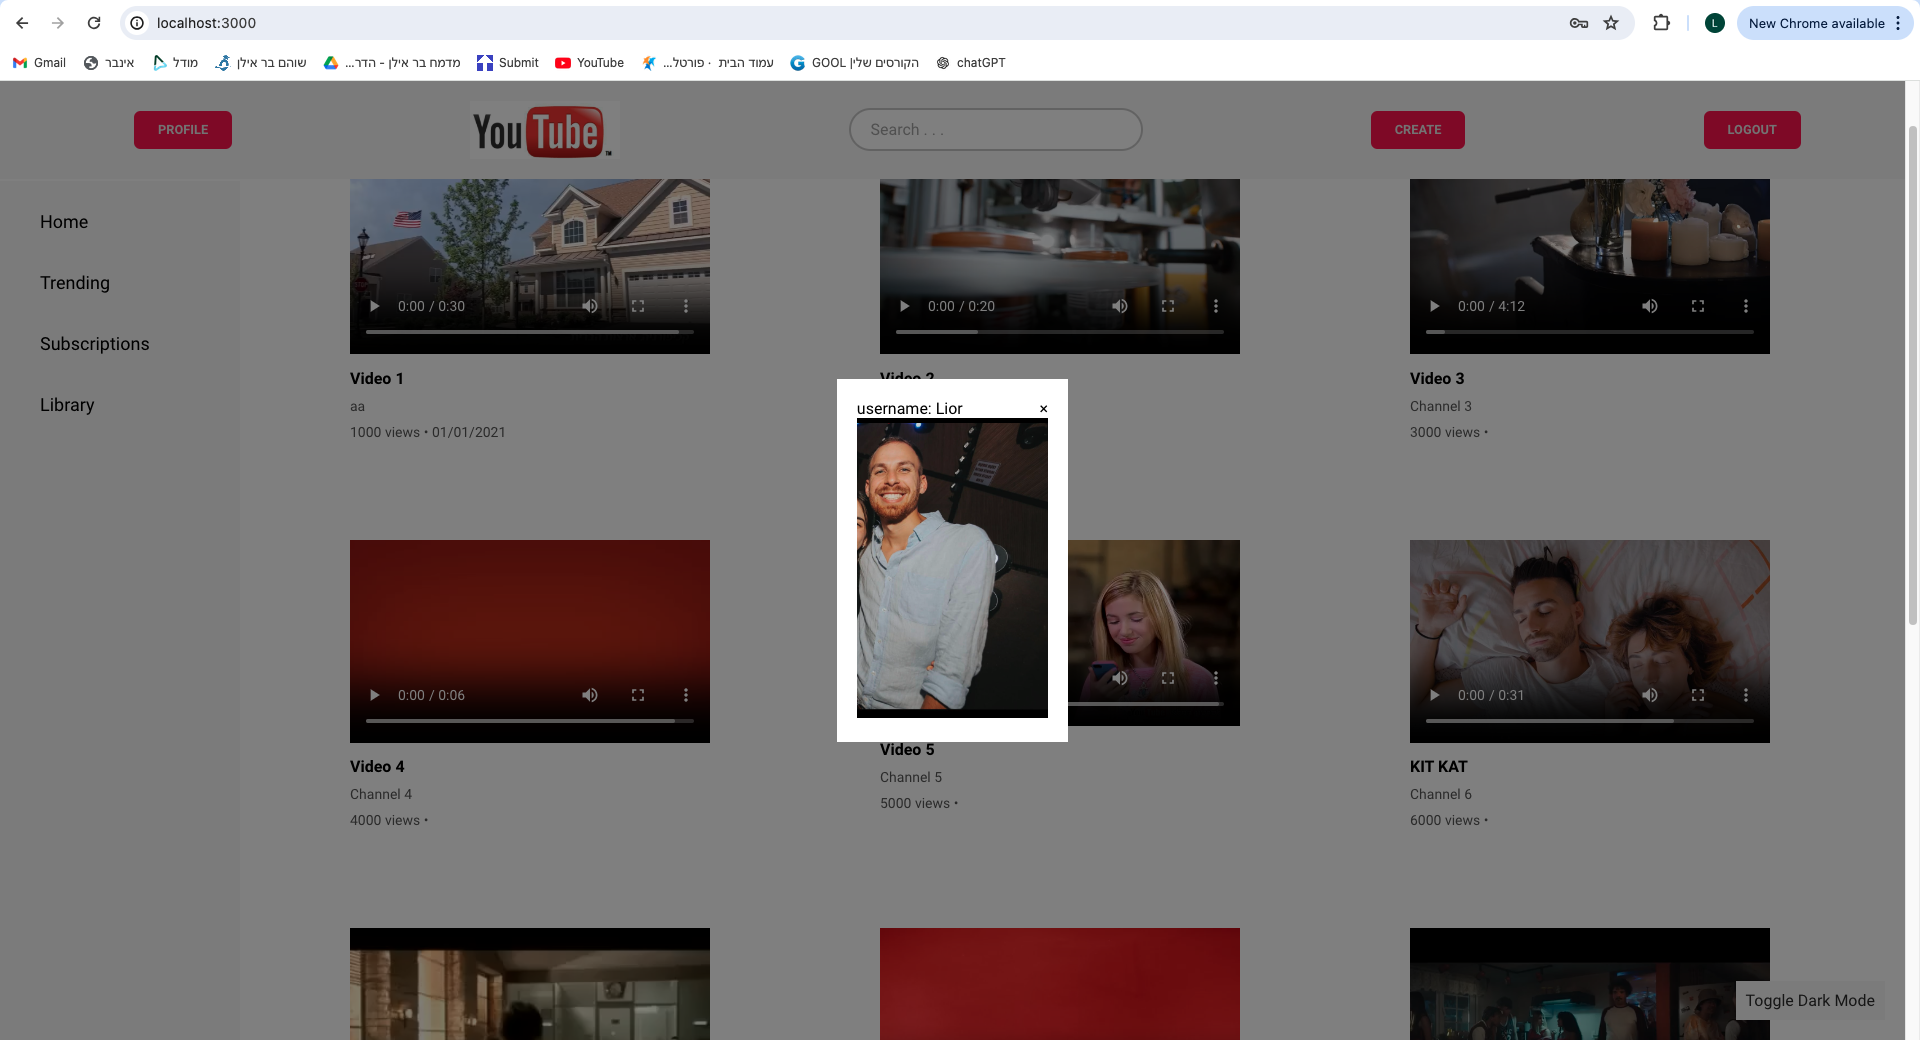 localhost:3000
New Chrome available
L
Gmail
אינבר
מודל
שוהם בר אילן
מדמח בר אילן - הדר...
Submit
YouTube
עמוד הבית · פורטל...
הקורסים שלי| GOOL
chatGPT
PROFILE
YouTube
TM
Search . . .
CREATE
LOGOUT
Home
Trending
Subscriptions
Library
0:00 / 0:30
0:00 / 0:20
0:00 / 4:12
Video 1
aa
1000 views • 01/01/2021
Video 2
Video 3
Channel 3
3000 views •
username: Lior
×
0:00 / 0:06
0:00 / 0:31
Video 4
Channel 4
4000 views •
Video 5
Channel 5
5000 views •
KIT KAT
Channel 6
6000 views •
Toggle Dark Mode